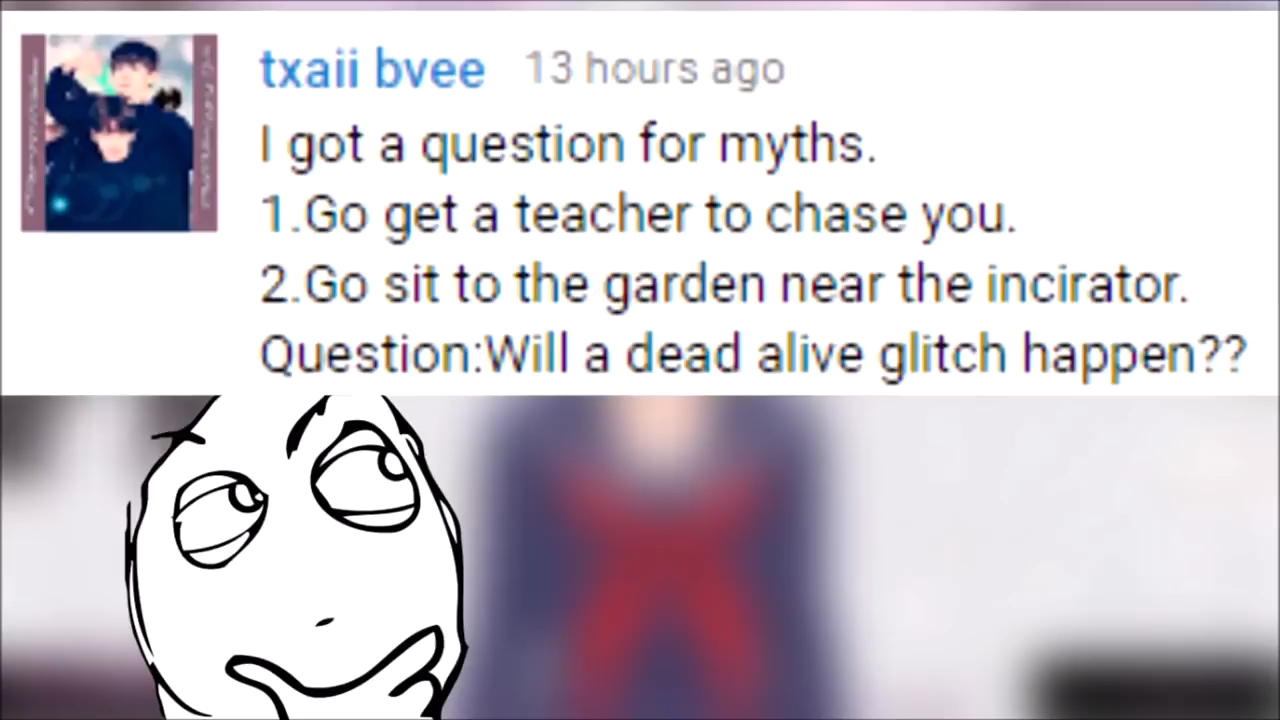 txaii bvee 13 hours ago
I got a question for myths.
1.Go get a teacher to chase you.
2.Go sit to the garden near the incirator.
Question:Will a dead alive glitch happen??